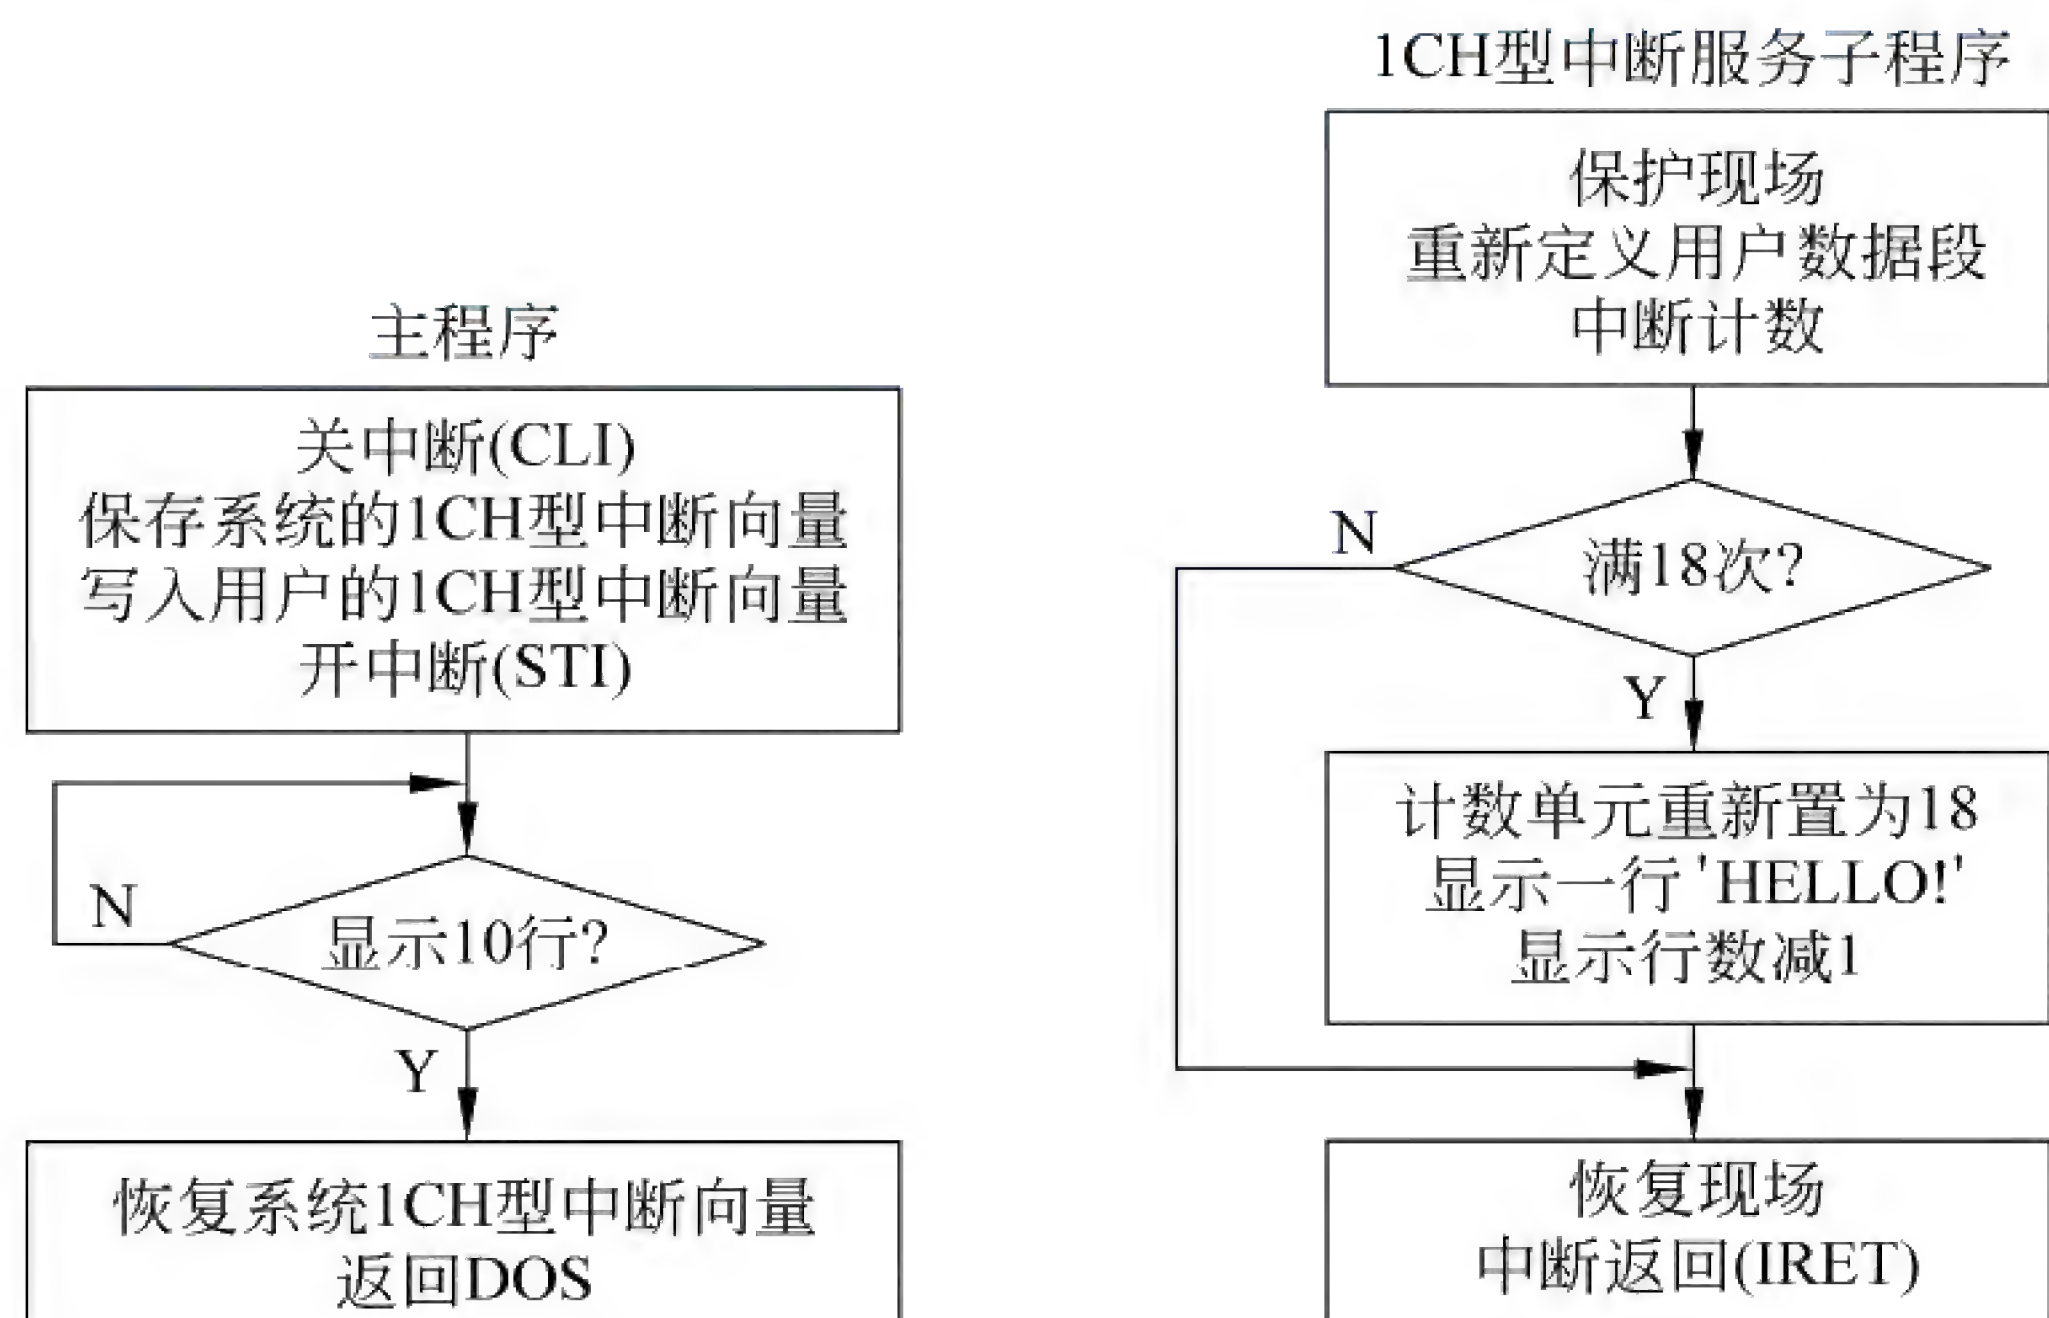 主程序
关中断(CLI)
保存系统的1CH型中断向量
写入用户的1CH型中断向量
开中断(STI)
N
显示10行?
Y
恢复系统1CH型中断向量
返回DOS
1CH型中断服务子程序
保护现场
重新定义用户数据段
中断计数
N
满18次?
Y
计数单元重新置为18
显示一行'HELLO!'
显示行数减1
恢复现场
中断返回(IRET)